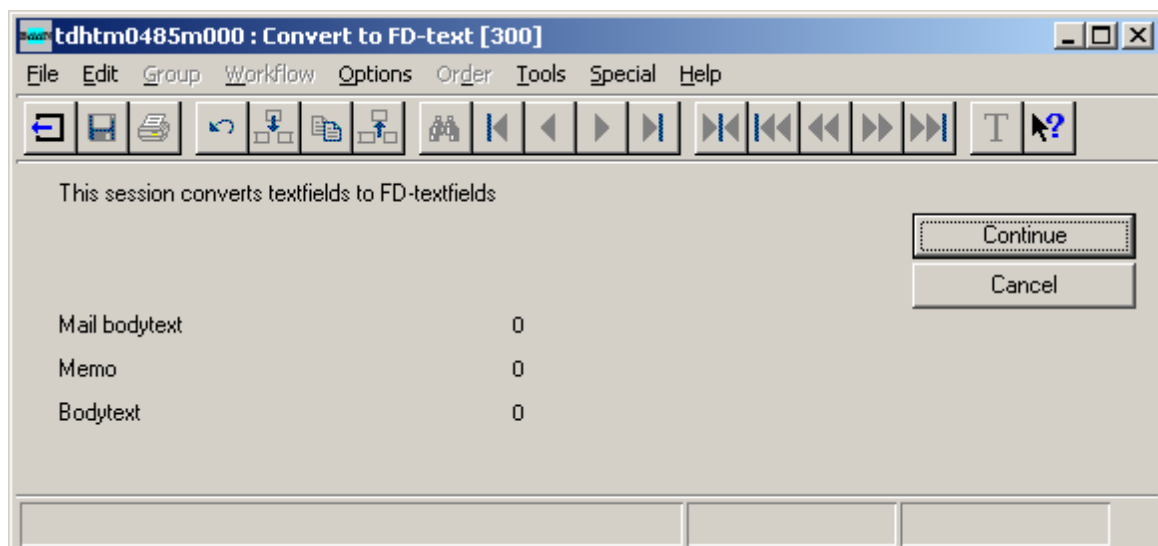 tdhtm0485m000 : Convert to FD-text [300]
File Edit Group Workflow Options Order Tools Special Help
T ?
This session converts textfields to FD-textfields
Continue
Cancel
Mail bodytext 0
Memo 0
Bodytext 0